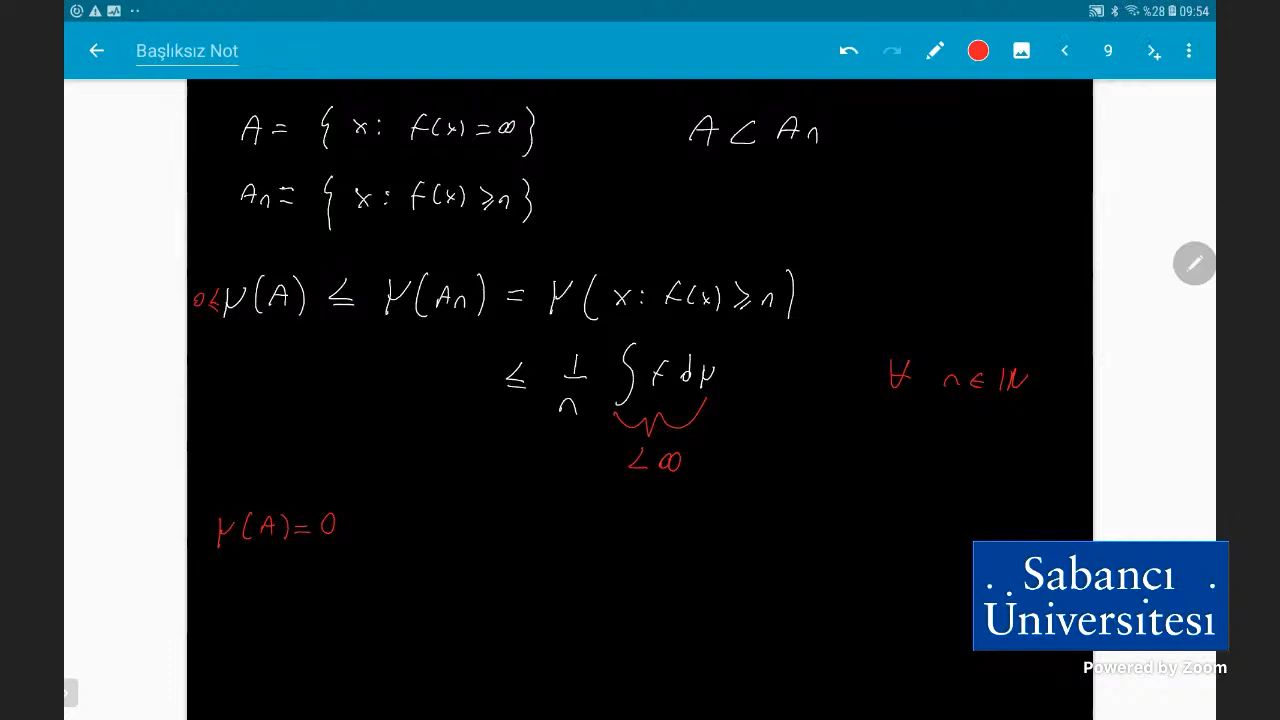 %28 09:54
Başlıksız Not
9
A = { x : f(x) = ∞ } A ⊂ An
An = { x : f(x) ⩾ n }
0 ≤ μ(A) ≤ μ(An) = μ( x : f(x) ⩾ n )
≤ 1/n ∫ f dμ ∀ n ∈ ℕ
< ∞
μ(A) = 0
Sabancı
Üniversitesi
Powered by Zoom